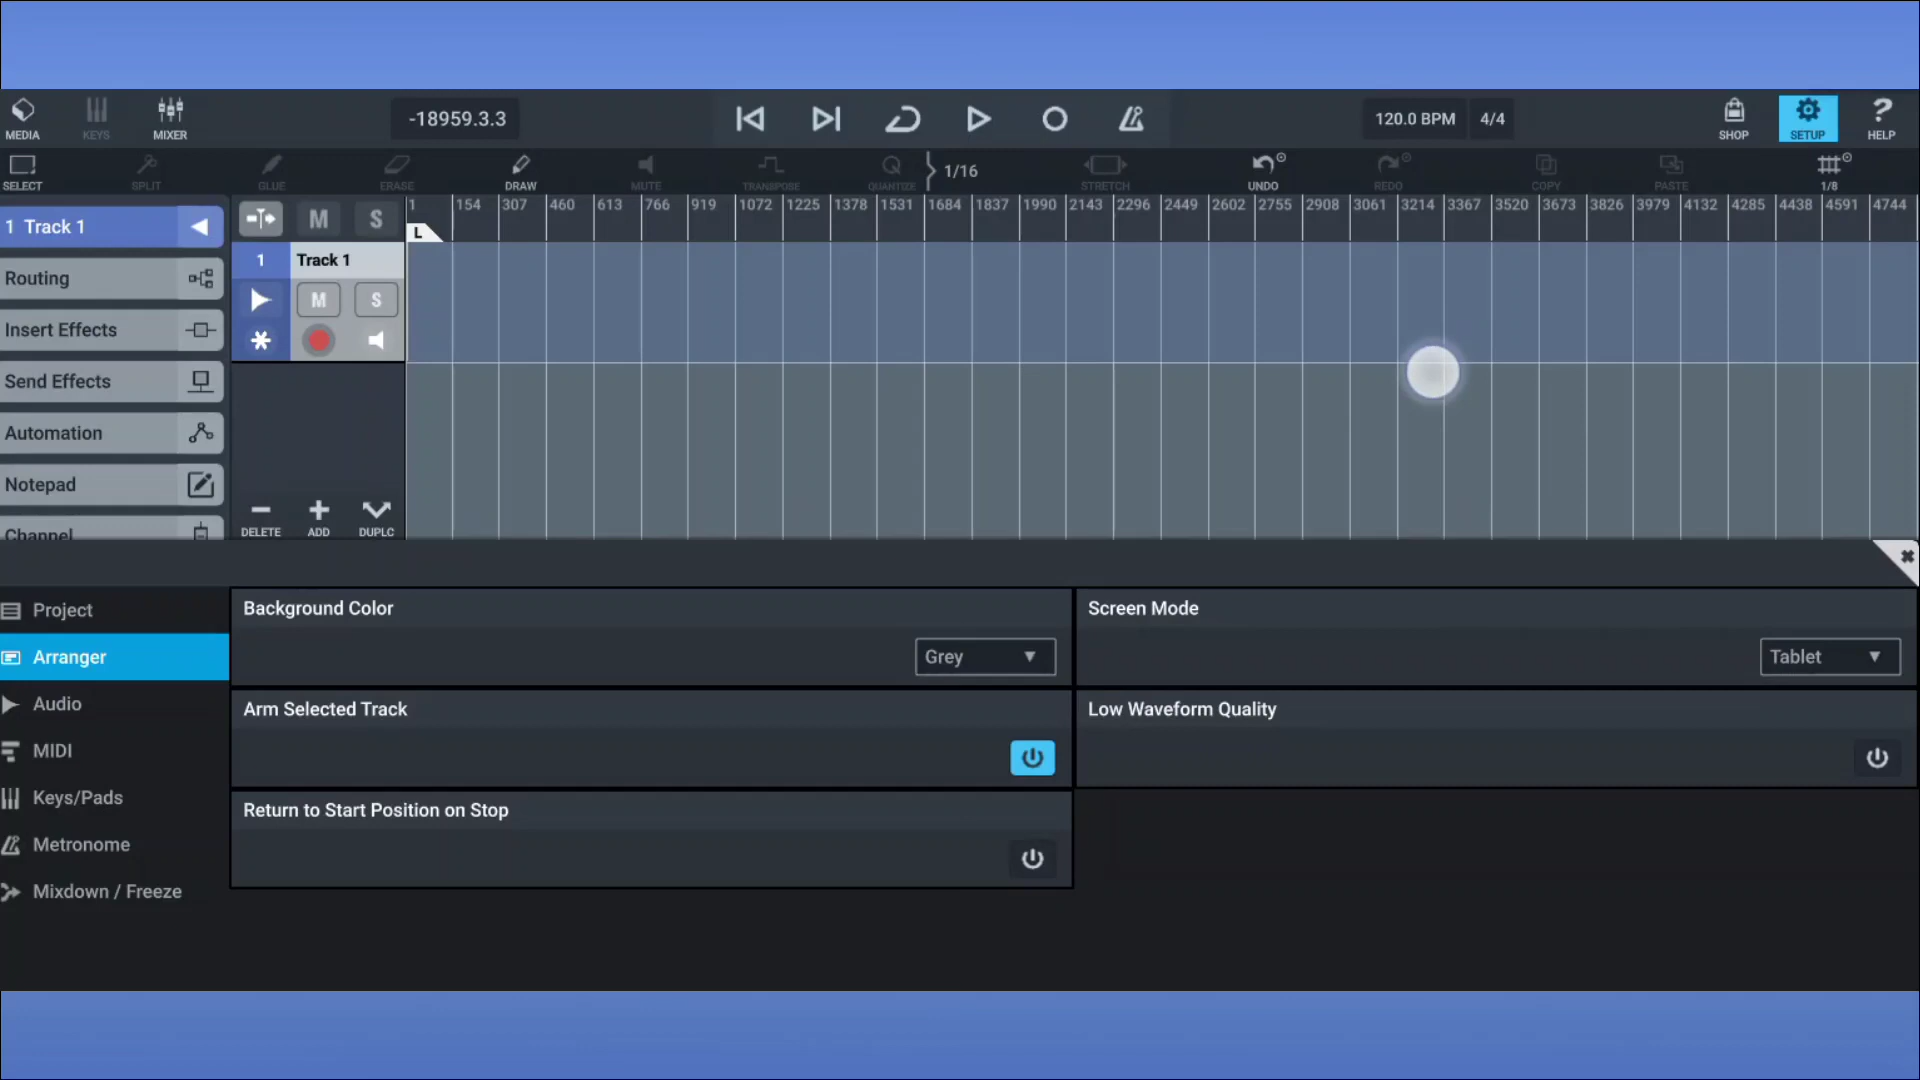 MEDIA
KEYS
MIXER
-18959.3.3
120.0 BPM
4/4
SHOP
SETUP
HELP
SELECT
SPLIT
GLUE
ERASE
DRAW
MUTE
TRANSPOSE
Q
QUANTIZE
1/16
STRETCH
UNDO
REDO
COPY
PASTE
1/8
1 Track 1
M
S
1 154 307 460 613 766 919 1072 1225 1378 1531 1684 1837 1990 2143 2296 2449 2602 2755 2908 3061 3214 3367 3520 3673 3826 3979 4132 4285 4438 4591 4744
L
1
Track 1
M
S
Routing
Insert Effects
Send Effects
Automation
Notepad
Channel
DELETE
ADD
DUPLC
Project
Arranger
Audio
MIDI
Keys/Pads
Metronome
Mixdown / Freeze
Background Color
Grey
Screen Mode
Tablet
Arm Selected Track
Low Waveform Quality
Return to Start Position on Stop